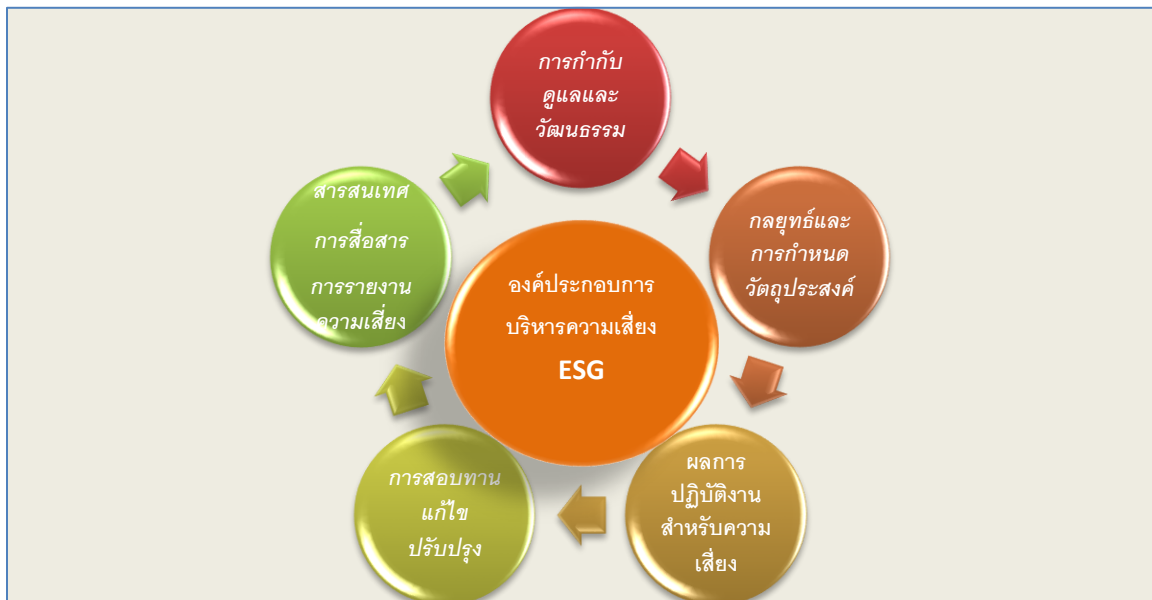 การกำกับ
ดูแลและ
วัฒนธรรม
กลยุทธ์และ
การกำหนด
วัตถุประสงค์
ผลการ
ปฏิบัติงาน
สำหรับความ
เสี่ยง
การสอบทาน
แก้ไข
ปรับปรุง
สารสนเทศ
การสื่อสาร
การรายงาน
ความเสี่ยง
องค์ประกอบการ
บริหารความเสี่ยง
ESG